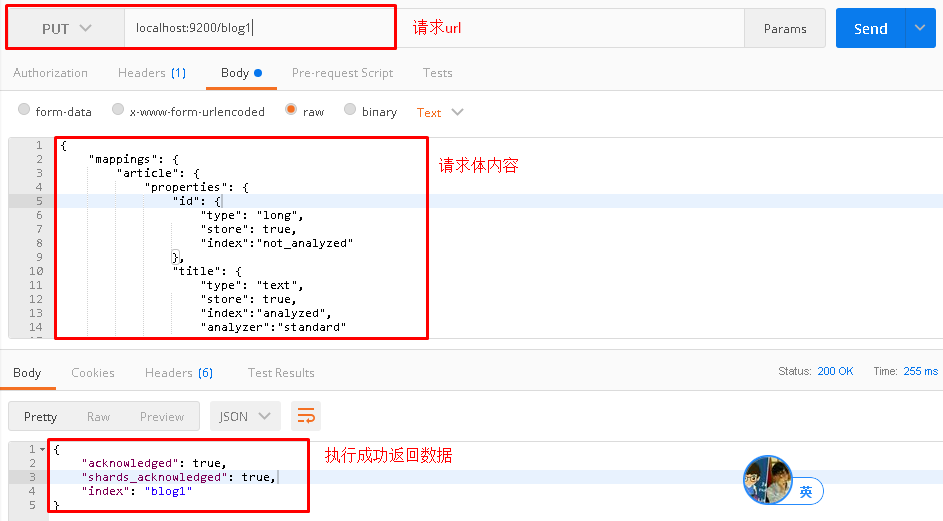 PUT localhost:9200/blog1 请求url Params Send
Authorization Headers (1) Body Pre-request Script Tests
form-data x-www-form-urlencoded raw binary Text
1 {
2 "mappings": {
3 "article": {
4 "properties": {
5 "id": {
6 "type": "long",
7 "store": true,
8 "index":"not_analyzed"
9 },
10 "title": {
11 "type": "text",
12 "store": true,
13 "index":"analyzed",
14 "analyzer":"standard"
请求体内容
Body Cookies Headers (6) Test Results Status: 200 OK Time: 255 ms
Pretty Raw Preview JSON
1 {
2 "acknowledged": true,
3 "shards_acknowledged": true,
4 "index": "blog1"
5 }
执行成功返回数据
英